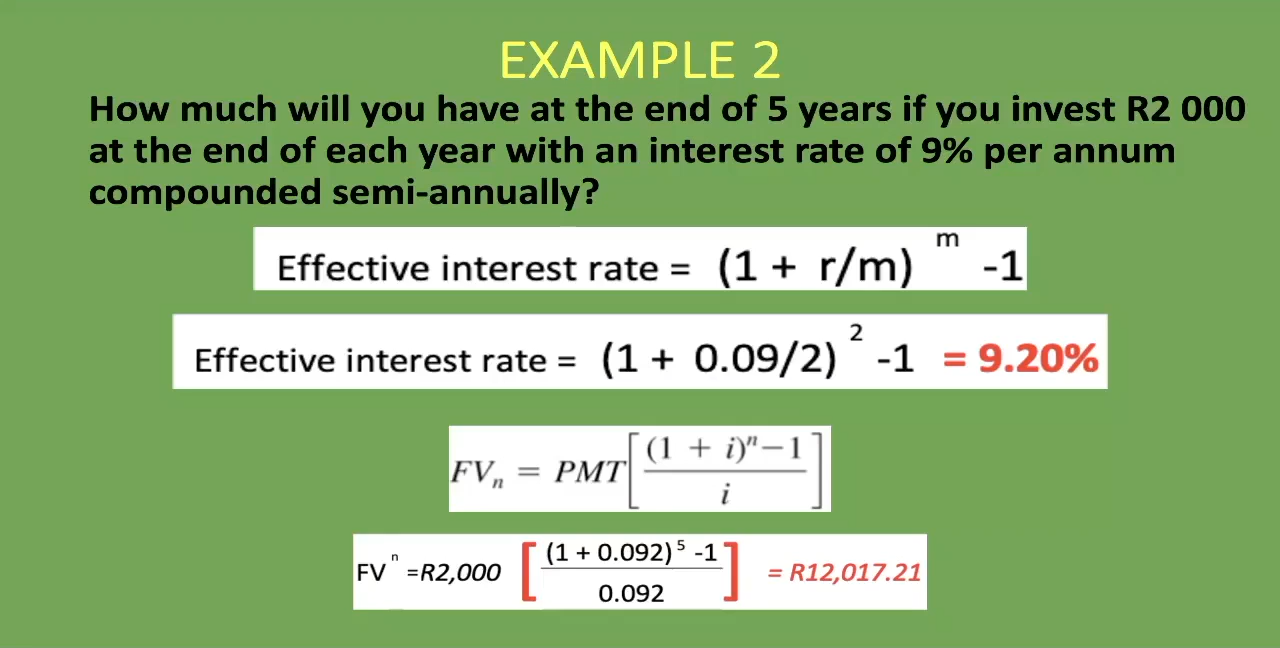 EXAMPLE 2
How much will you have at the end of 5 years if you invest R2 000
at the end of each year with an interest rate of 9% per annum
compounded semi-annually?
Effective interest rate = (1 + r/m) ^m -1
Effective interest rate = (1 + 0.09/2) ^2 -1 = 9.20%
FV_n = PMT[((1 + i)^n − 1)/i]
FV^n =R2,000 [((1 + 0.092)^5 -1)/0.092] = R12,017.21